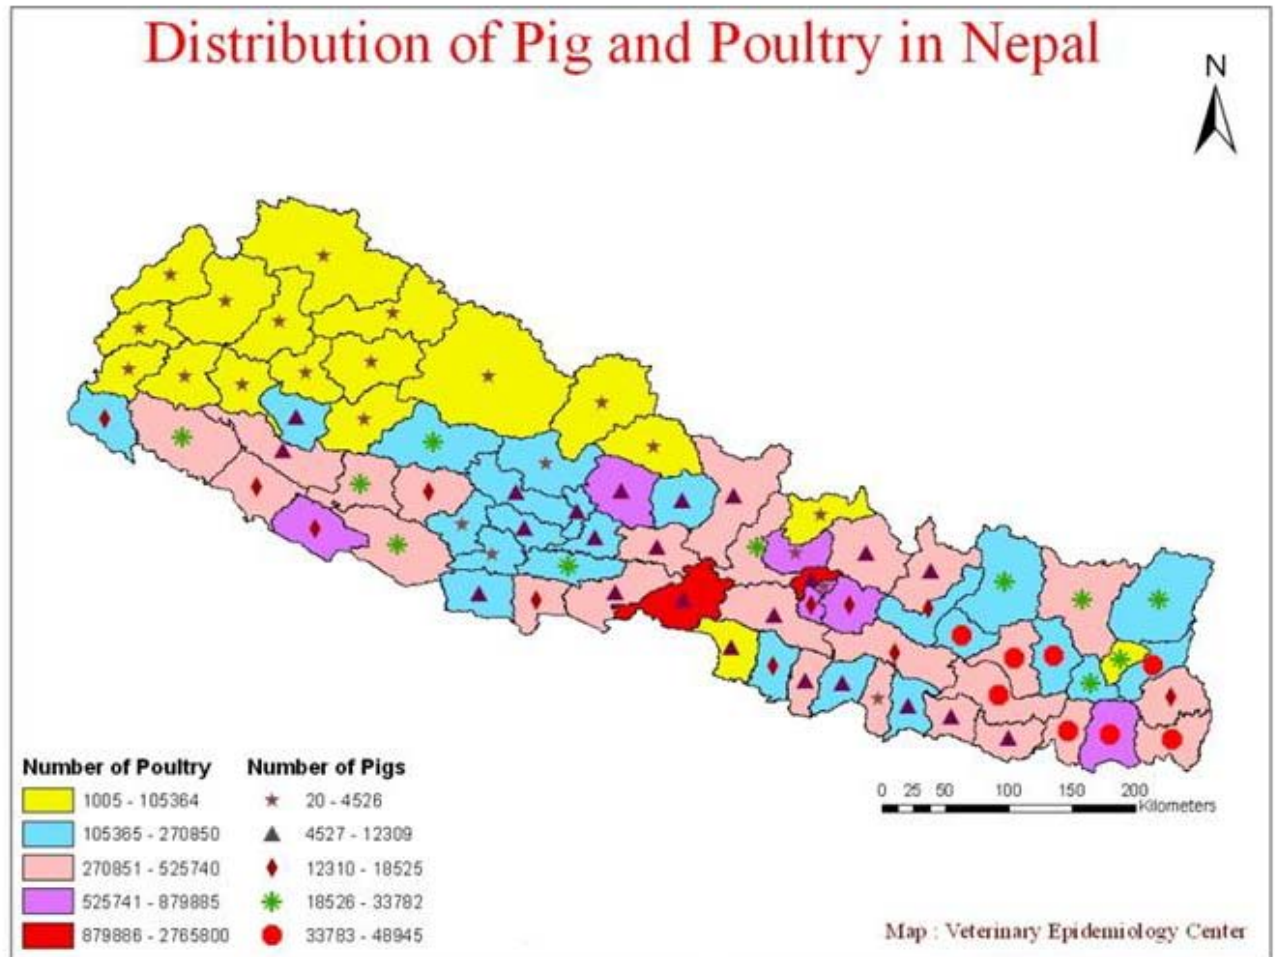 Distribution of Pig and Poultry in Nepal
N
Number of Poultry
1005 - 105364
105365 - 270850
270851 - 525740
525741 - 879885
879886 - 2765800
Number of Pigs
20 - 4526
4527 - 12309
12310 - 18525
18526 - 33782
33783 - 48945
0 25 50 100 150 200
Kilometers
Map : Veterinary Epidemiology Center